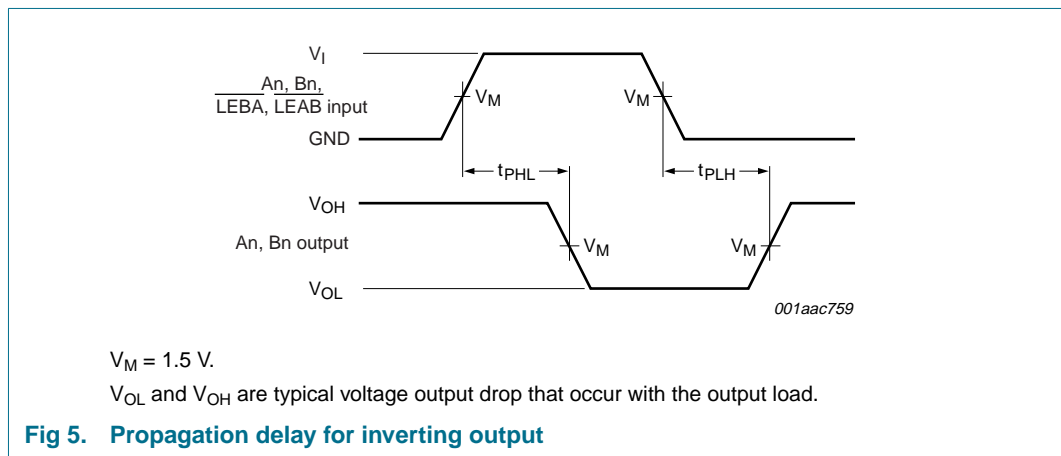 VI
An, Bn,
LEBA, LEAB input
VM
VM
GND
tPHL
tPLH
VOH
An, Bn output
VM
VM
VOL
001aac759
VM = 1.5 V.
VOL and VOH are typical voltage output drop that occur with the output load.
Fig 5. Propagation delay for inverting output